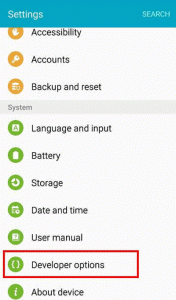 Settings SEARCH
Accessibility
Accounts
Backup and reset
System
A Language and input
Battery
Storage
Date and time
User manual
{} Developer options
i About device